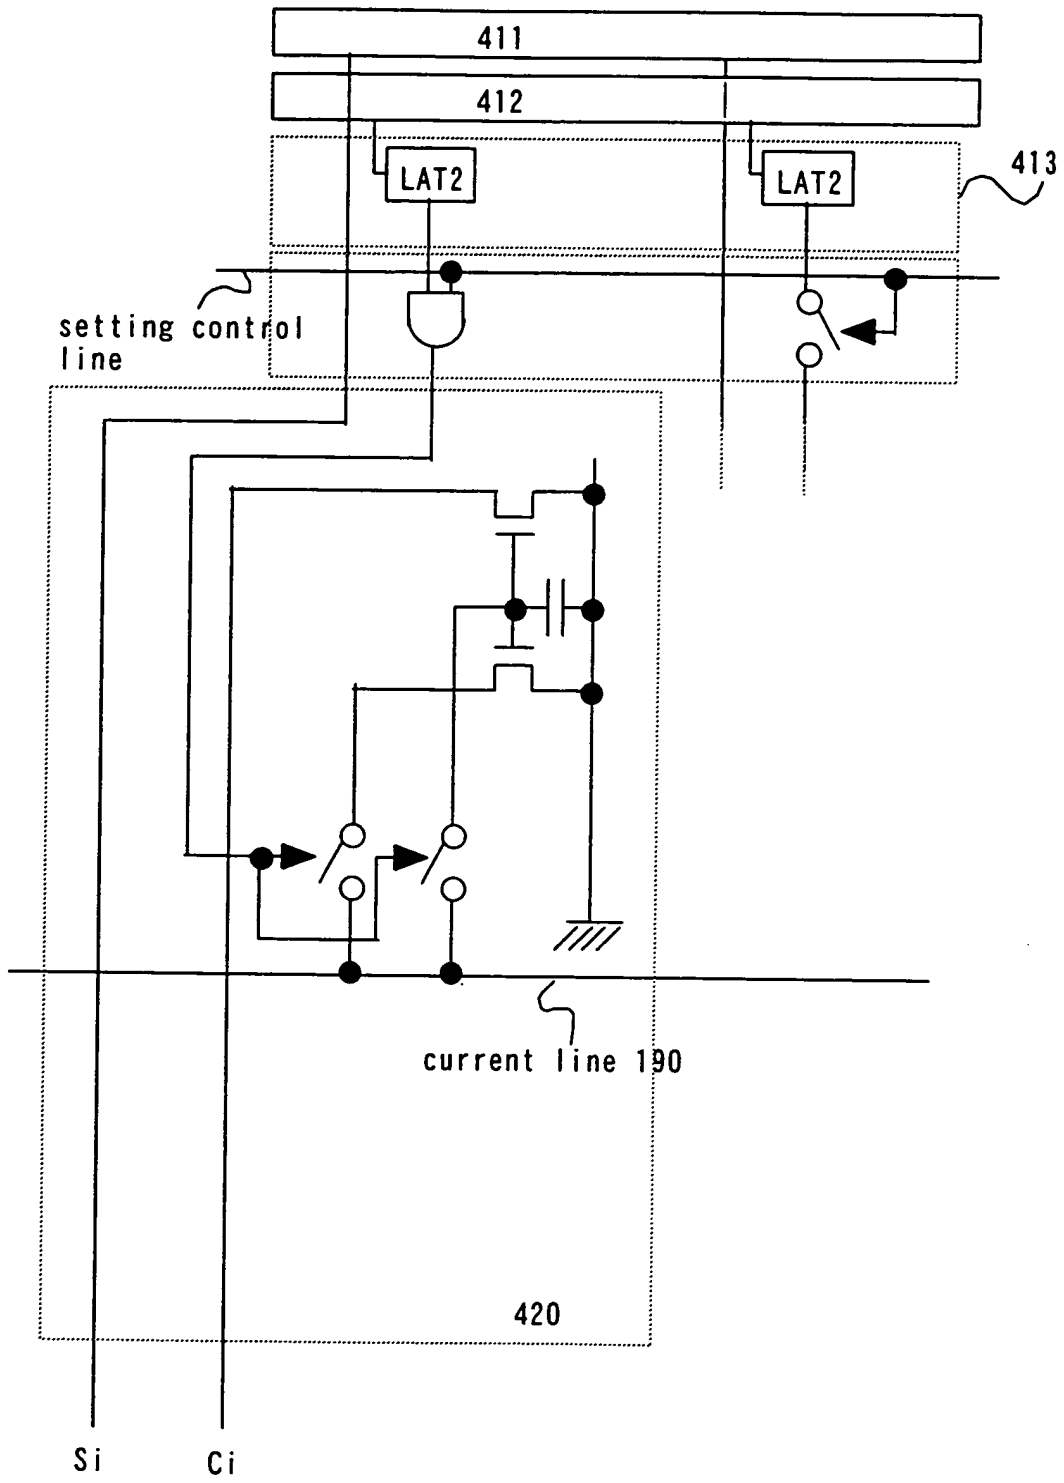 411
412
413
LAT2
LAT2
setting control
line
current line 190
420
Si
Ci